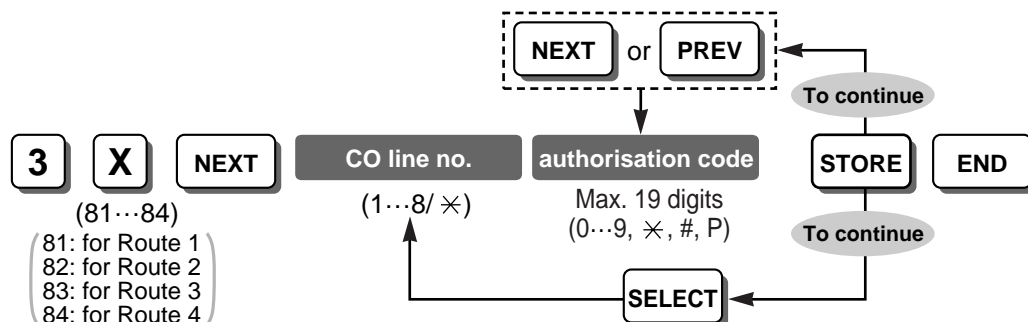 NEXT or PREV
To continue
3 X NEXT CO line no. authorisation code STORE END
(81···84) (1···8/ ✳) Max. 19 digits
(0···9, ✳, #, P)
To continue
81: for Route 1
82: for Route 2
83: for Route 3
84: for Route 4
SELECT